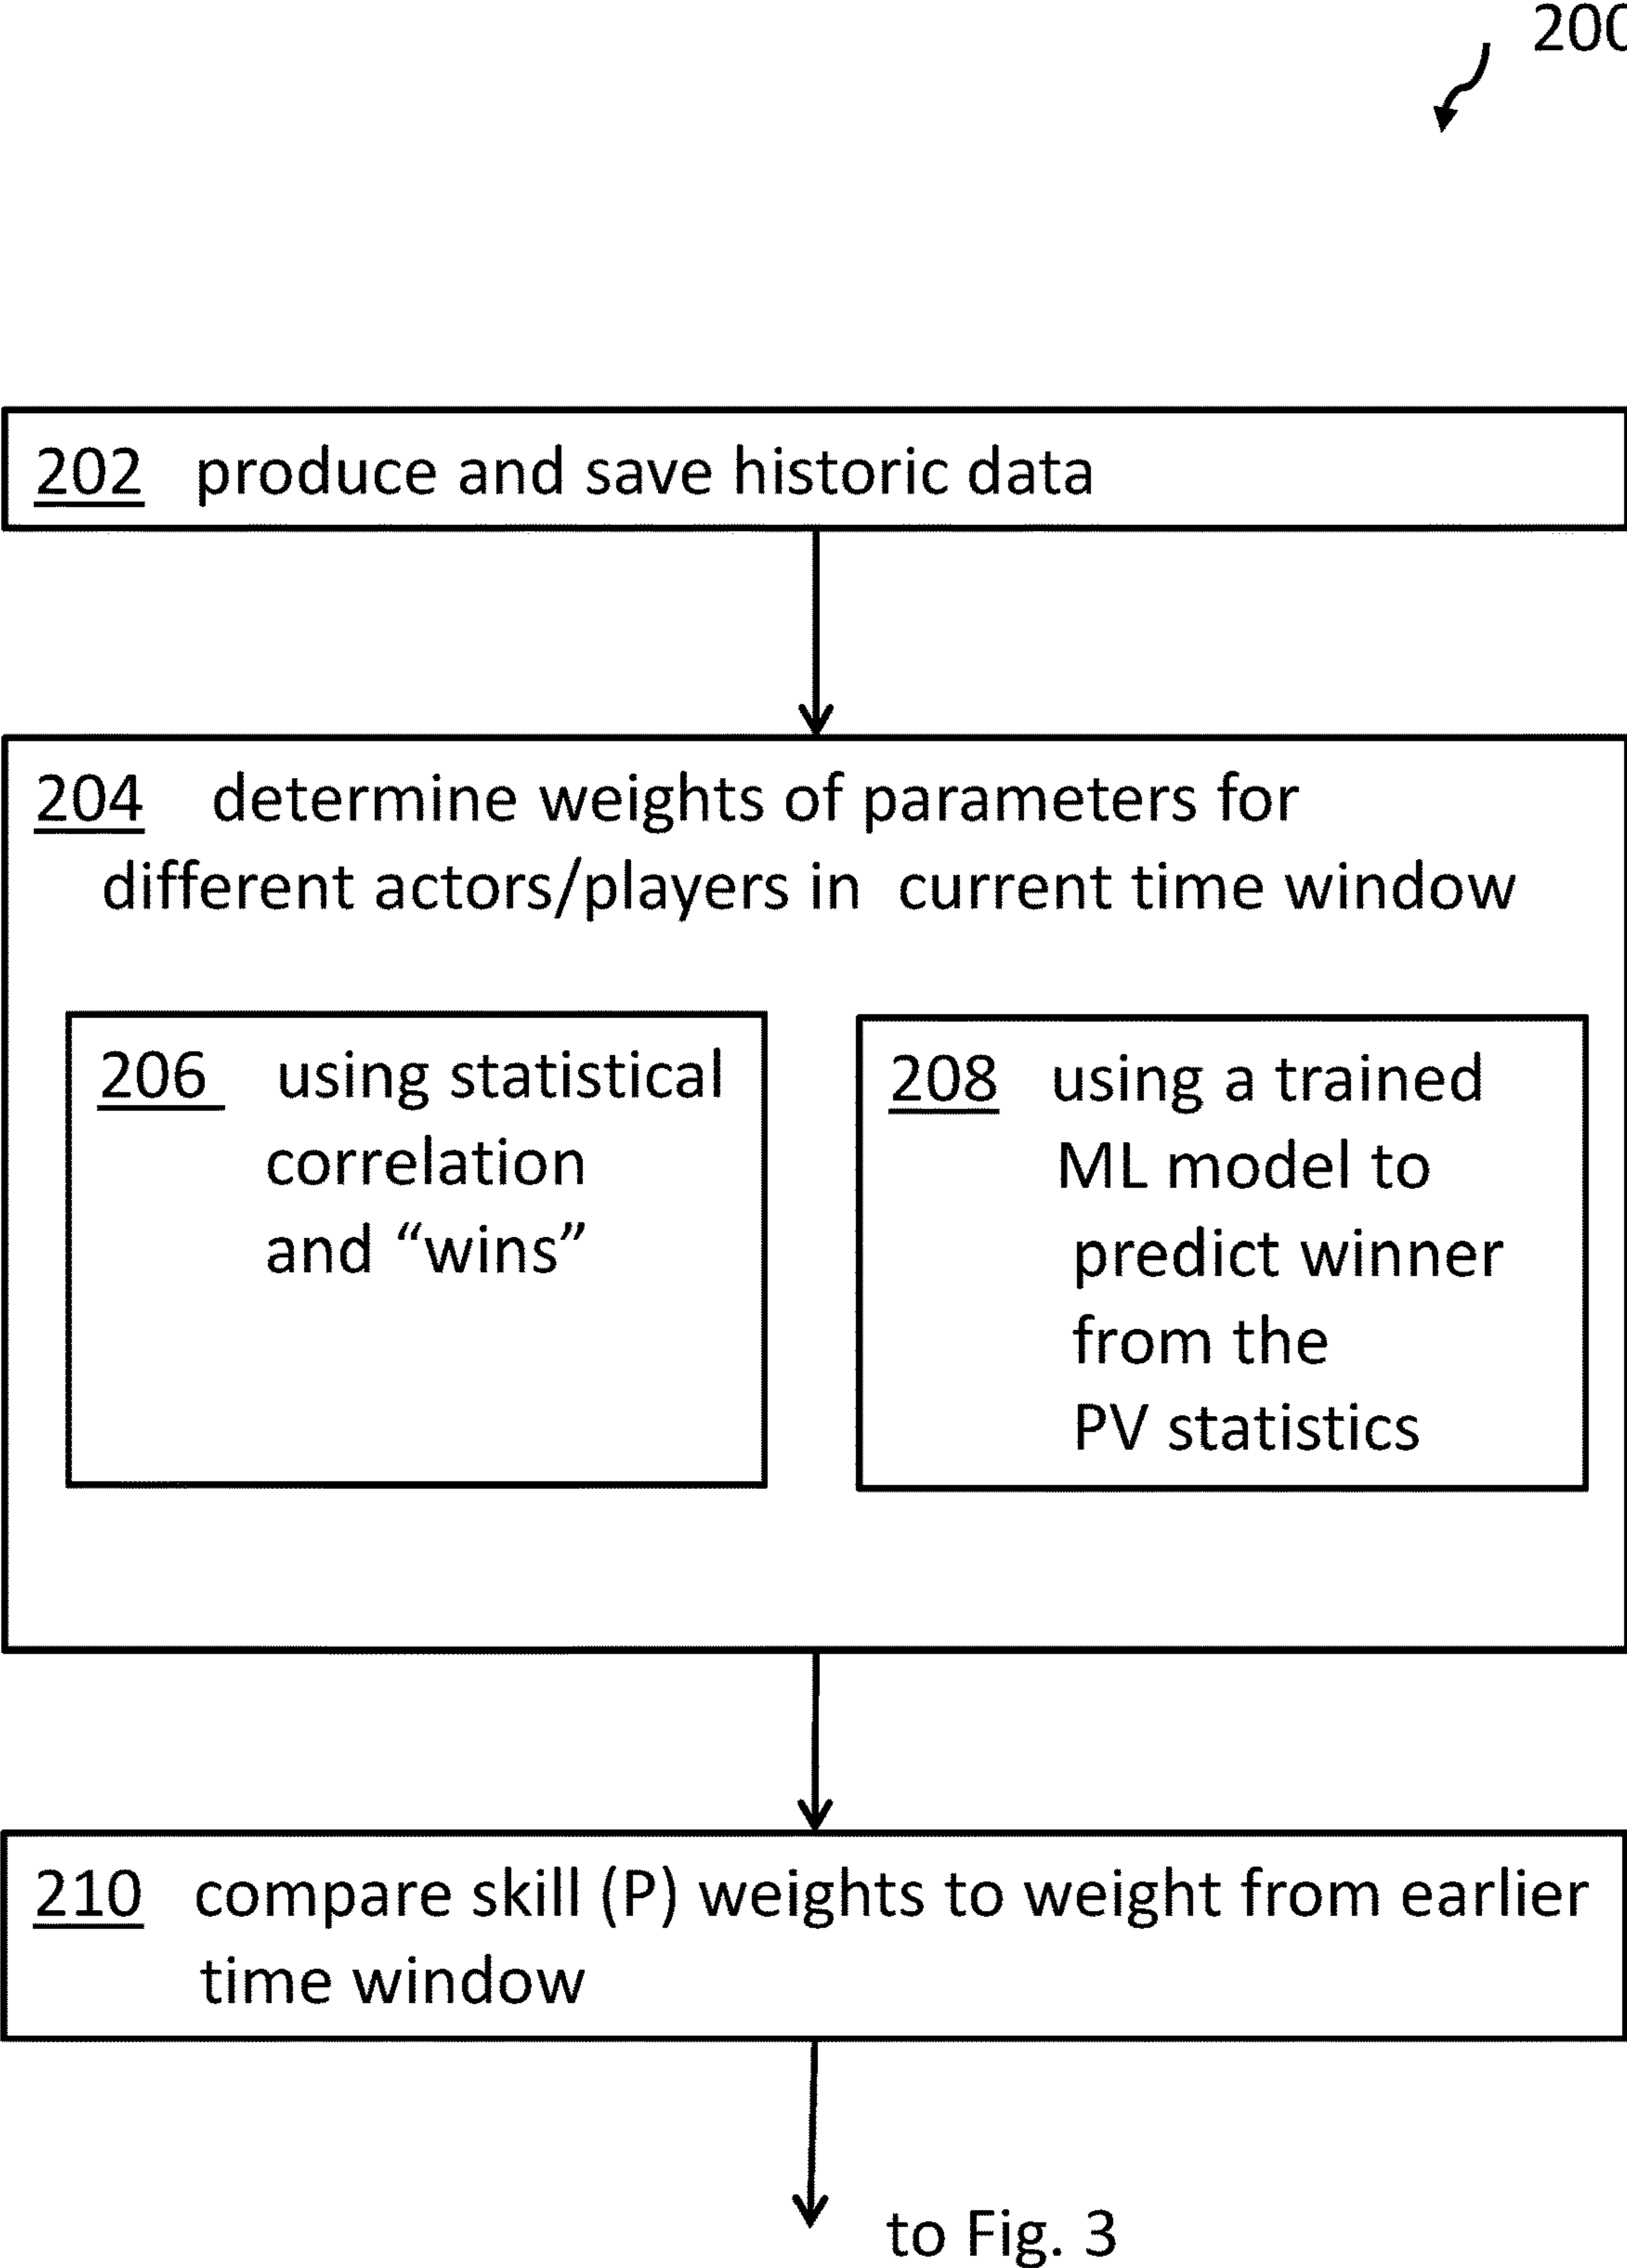 200
202 produce and save historic data
204 determine weights of parameters for
different actors/players in current time window
206 using statistical
correlation
and “wins”
208 using a trained
ML model to
predict winner
from the
PV statistics
210 compare skill (P) weights to weight from earlier
time window
to Fig. 3